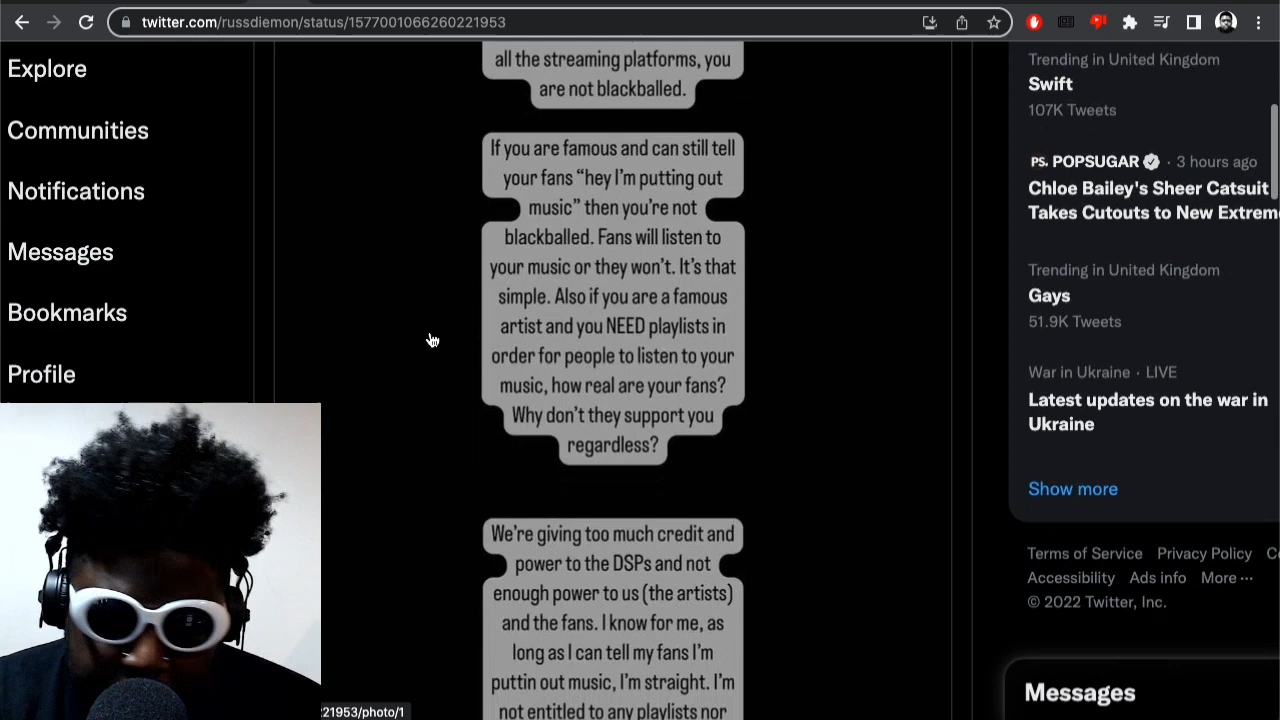 twitter.com/russdiemon/status/1577001066260221953
Explore
Communities
Notifications
Messages
Bookmarks
Profile
all the streaming platforms, you
are not blackballed.
If you are famous and can still tell
your fans “hey I’m putting out
music” then you’re not
blackballed. Fans will listen to
your music or they won’t. It’s that
simple. Also if you are a famous
artist and you NEED playlists in
order for people to listen to your
music, how real are your fans?
Why don’t they support you
regardless?
We’re giving too much credit and
power to the DSPs and not
enough power to us (the artists)
and the fans. I know for me, as
long as I can tell my fans I’m
puttin out music, I’m straight. I’m
not entitled to any playlists nor
Trending in United Kingdom
Swift
107K Tweets
PS. POPSUGAR · 3 hours ago
Chloe Bailey's Sheer Catsuit
Takes Cutouts to New Extrem
Trending in United Kingdom
Gays
51.9K Tweets
War in Ukraine · LIVE
Latest updates on the war in
Ukraine
Show more
Terms of Service Privacy Policy C
Accessibility Ads info More ···
© 2022 Twitter, Inc.
Messages
21953/photo/1